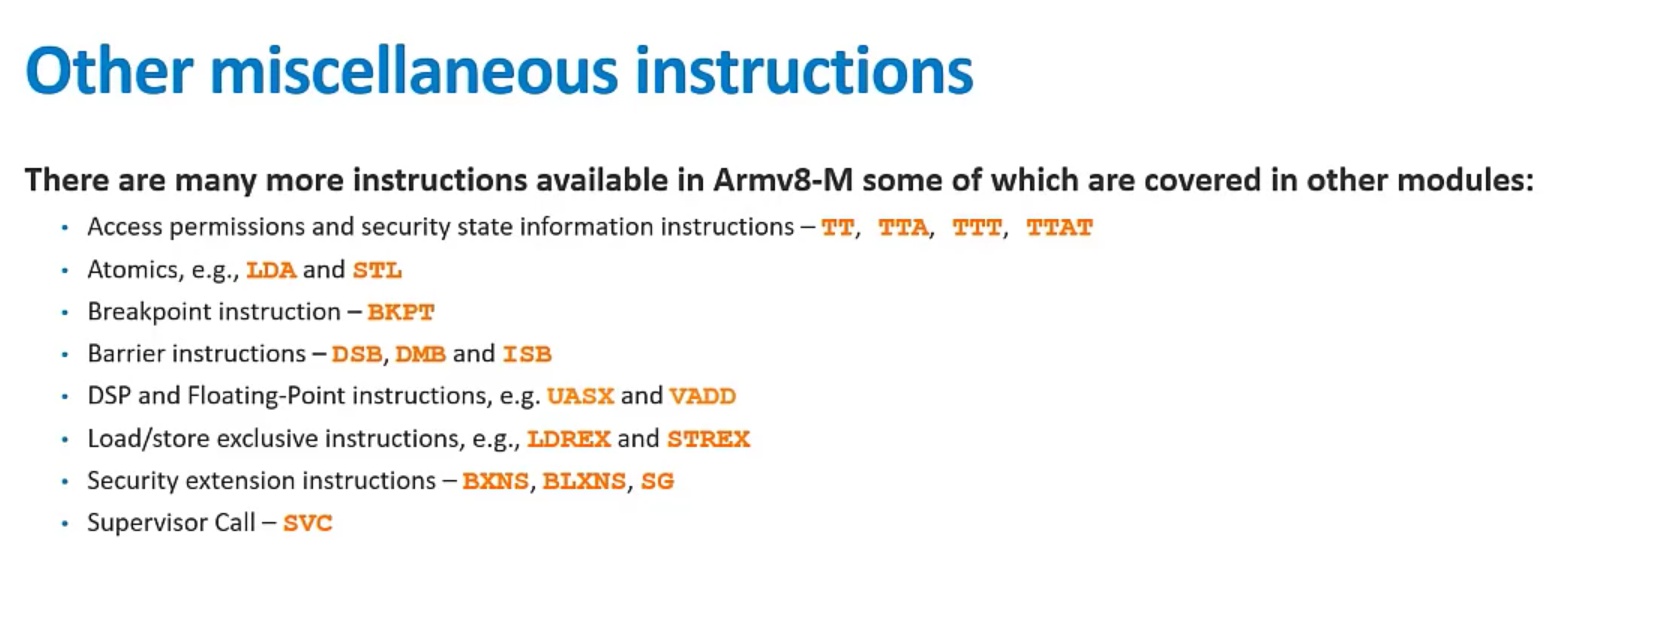 Other miscellaneous instructions
There are many more instructions available in Armv8-M some of which are covered in other modules:
• Access permissions and security state information instructions – TT, TTA, TTT, TTAT
• Atomics, e.g., LDA and STL
• Breakpoint instruction – BKPT
• Barrier instructions – DSB, DMB and ISB
• DSP and Floating-Point instructions, e.g. UASX and VADD
• Load/store exclusive instructions, e.g., LDREX and STREX
• Security extension instructions – BXNS, BLXNS, SG
• Supervisor Call – SVC